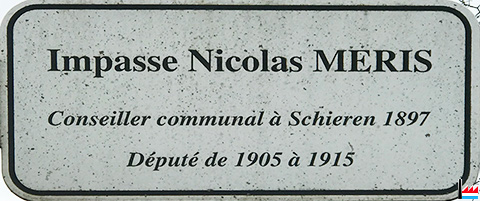 Impasse Nicolas MERIS
Conseiller communal à Schieren 1897
Député de 1905 à 1915